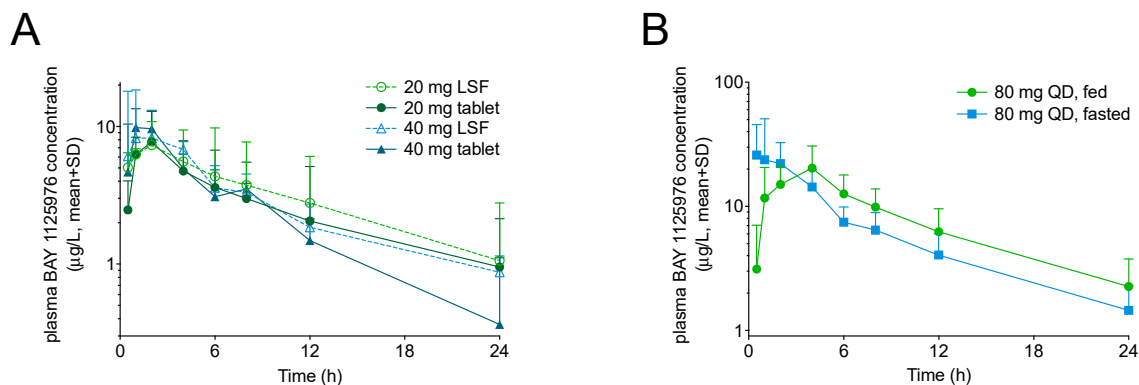 A
plasma BAY 1125976 concentration
(µg/L, mean+SD)
10
1
0
6
12
18
24
Time (h)
20 mg LSF
20 mg tablet
40 mg LSF
40 mg tablet
B
plasma BAY 1125976 concentration
(µg/L, mean+SD)
100
10
1
0
6
12
18
24
Time (h)
80 mg QD, fed
80 mg QD, fasted